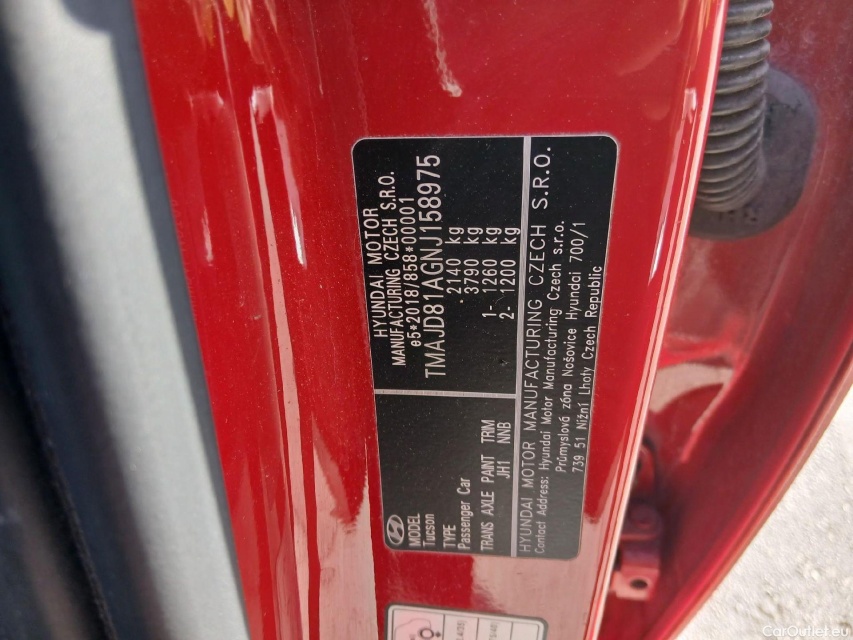 HYUNDAI MOTOR
MANUFACTURING CZECH S.R.O.
e5*2018/858*00001
TMAJD81AGNJ158975
2140 kg
3790 kg
1- 1260 kg
2- 1200 kg
MODEL
Tucson
TYPE
Passenger Car
TRANS AXLE PAINT TRIM
JH1 NNB
HYUNDAI MOTOR MANUFACTURING CZECH S.R.O.
Contact Address: Hyundai Motor Manufacturing Czech s.r.o.
Průmyslová zóna Nošovice Hyundai 700/1
739 51 Nižní Lhoty Czech Republic
CarOutlet.eu